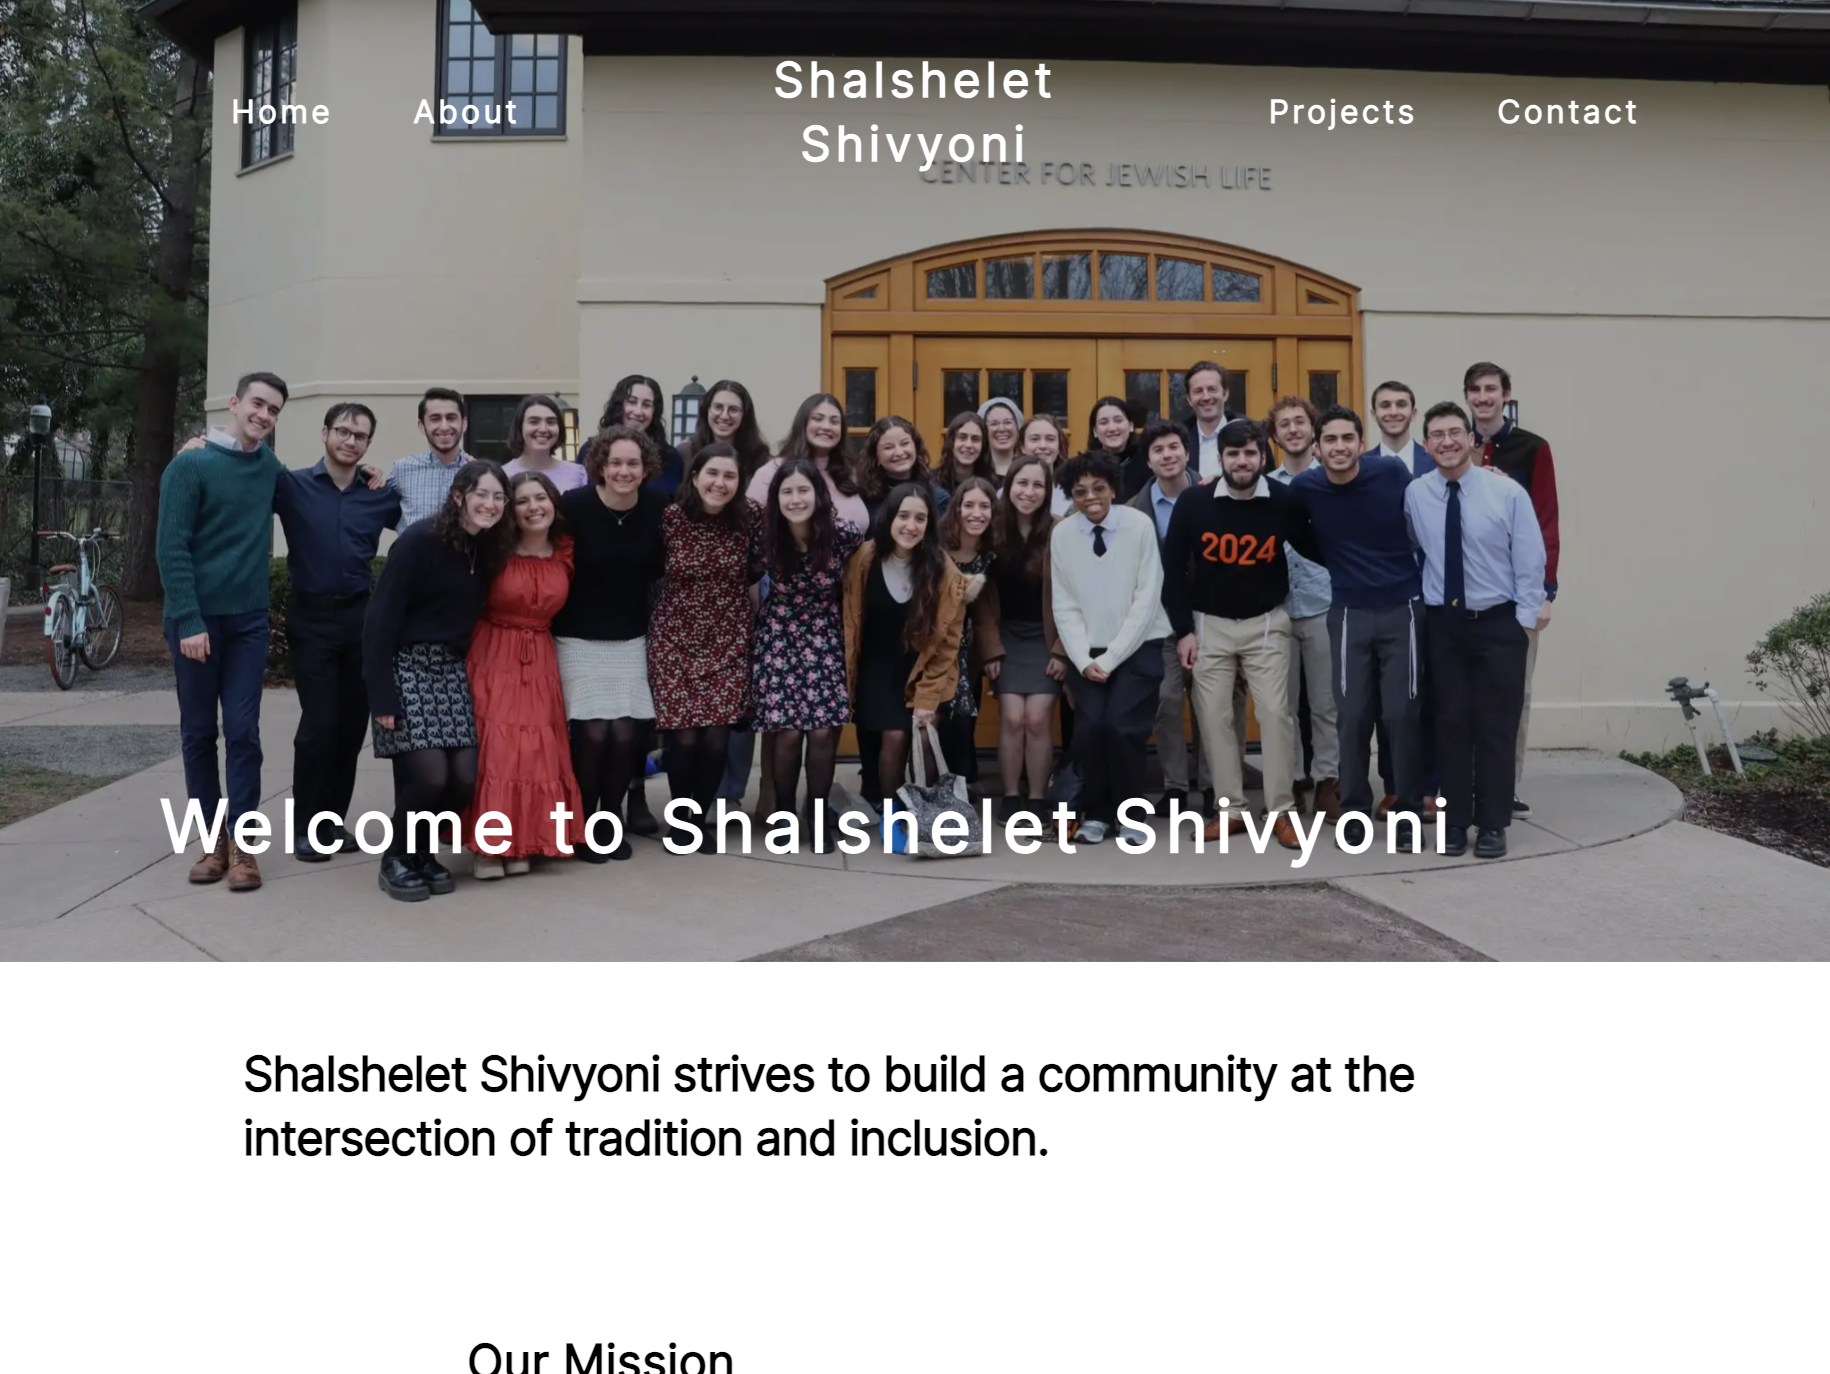 Home
About
Shalshelet
Shivyoni
Projects
Contact
CENTER FOR JEWISH LIFE
2024
Welcome to Shalshelet Shivyoni
Shalshelet Shivyoni strives to build a community at the
intersection of tradition and inclusion.
Our Mission